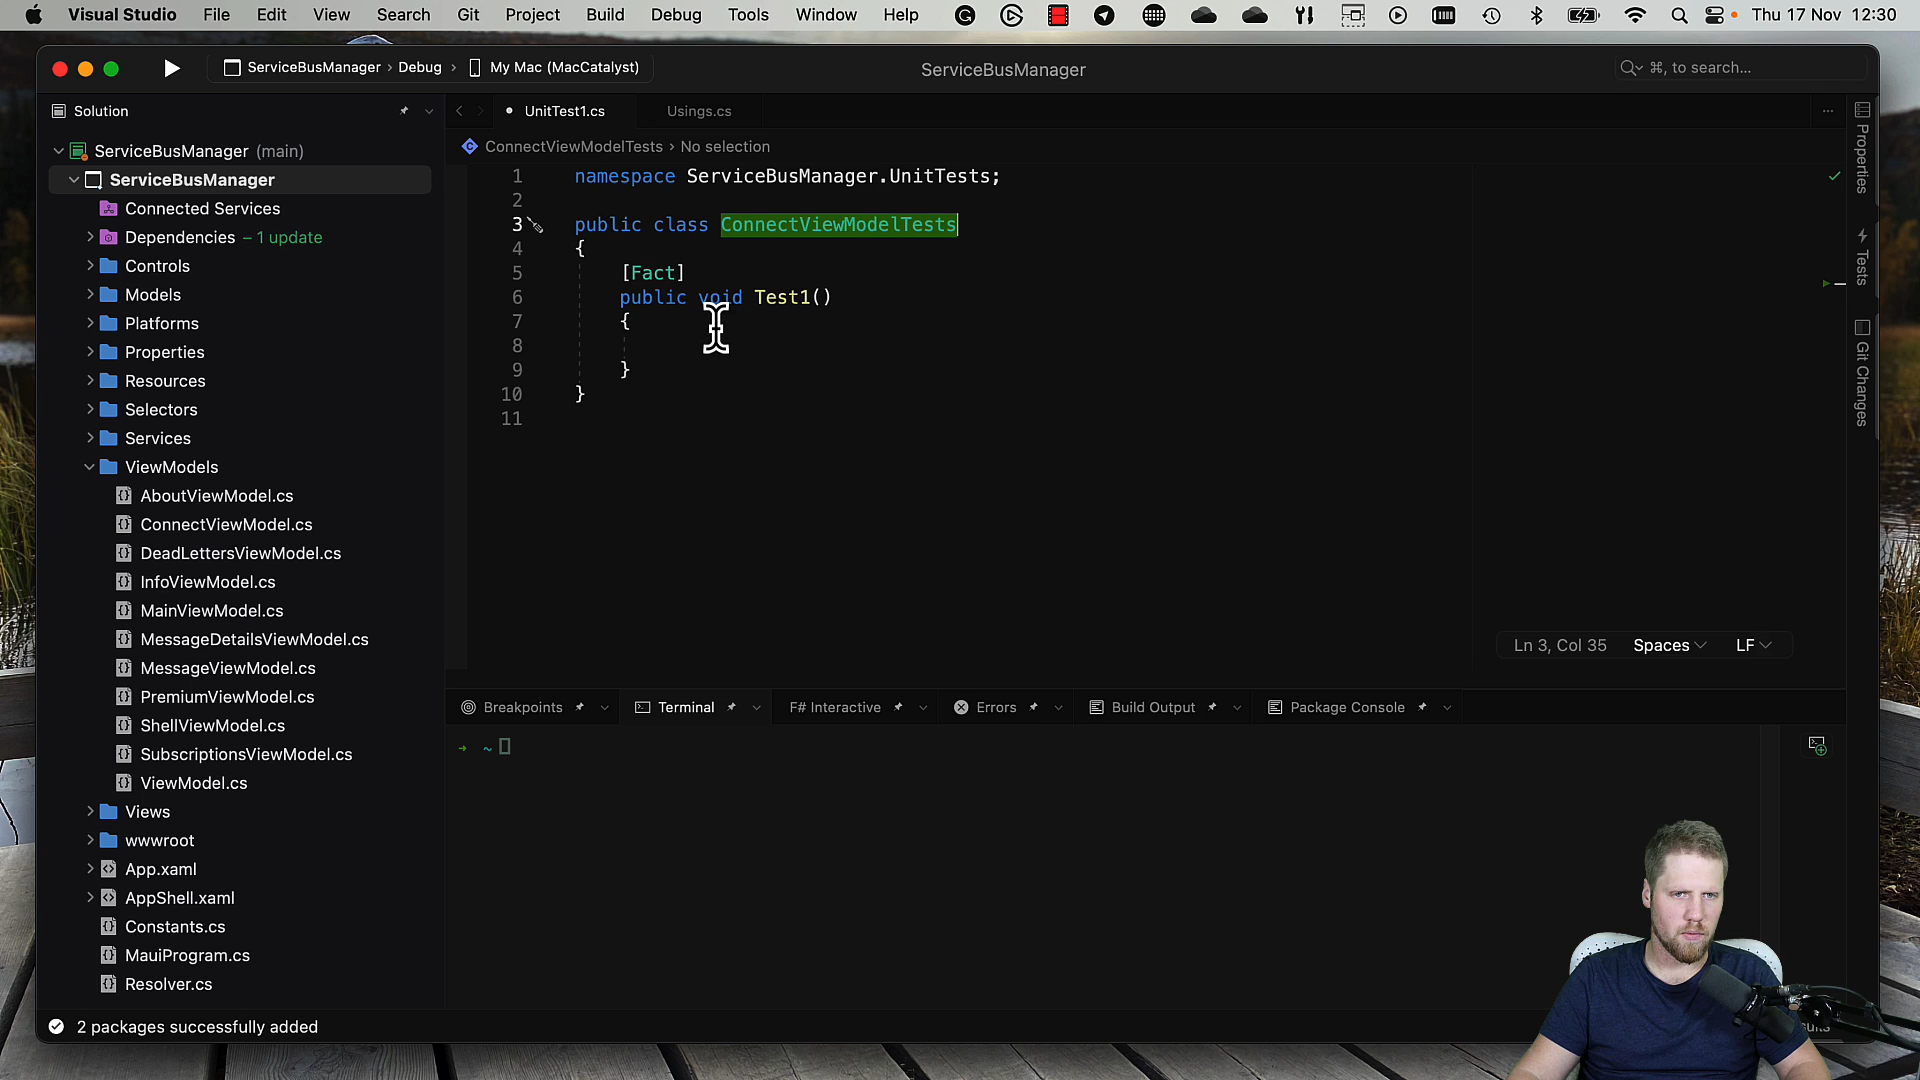 Visual Studio File Edit View Search Git Project Build Debug Tools Window Help Thu 17 Nov 12:30
ServiceBusManager › Debug › My Mac (MacCatalyst) ServiceBusManager ⌘, to search...
Solution
ServiceBusManager (main)
ServiceBusManager
Connected Services
Dependencies – 1 update
Controls
Models
Platforms
Properties
Resources
Selectors
Services
ViewModels
AboutViewModel.cs
ConnectViewModel.cs
DeadLettersViewModel.cs
InfoViewModel.cs
MainViewModel.cs
MessageDetailsViewModel.cs
MessageViewModel.cs
PremiumViewModel.cs
ShellViewModel.cs
SubscriptionsViewModel.cs
ViewModel.cs
Views
wwwroot
App.xaml
AppShell.xaml
Constants.cs
MauiProgram.cs
Resolver.cs
UnitTest1.cs Usings.cs
ConnectViewModelTests › No selection
1 namespace ServiceBusManager.UnitTests;
2
3 public class ConnectViewModelTests
4 {
5 [Fact]
6 public void Test1()
7 {
8
9 }
10 }
11
Ln 3, Col 35 Spaces LF
Properties
Tests
Git Changes
Breakpoints Terminal F# Interactive Errors Build Output Package Console
→ ~
2 packages successfully added